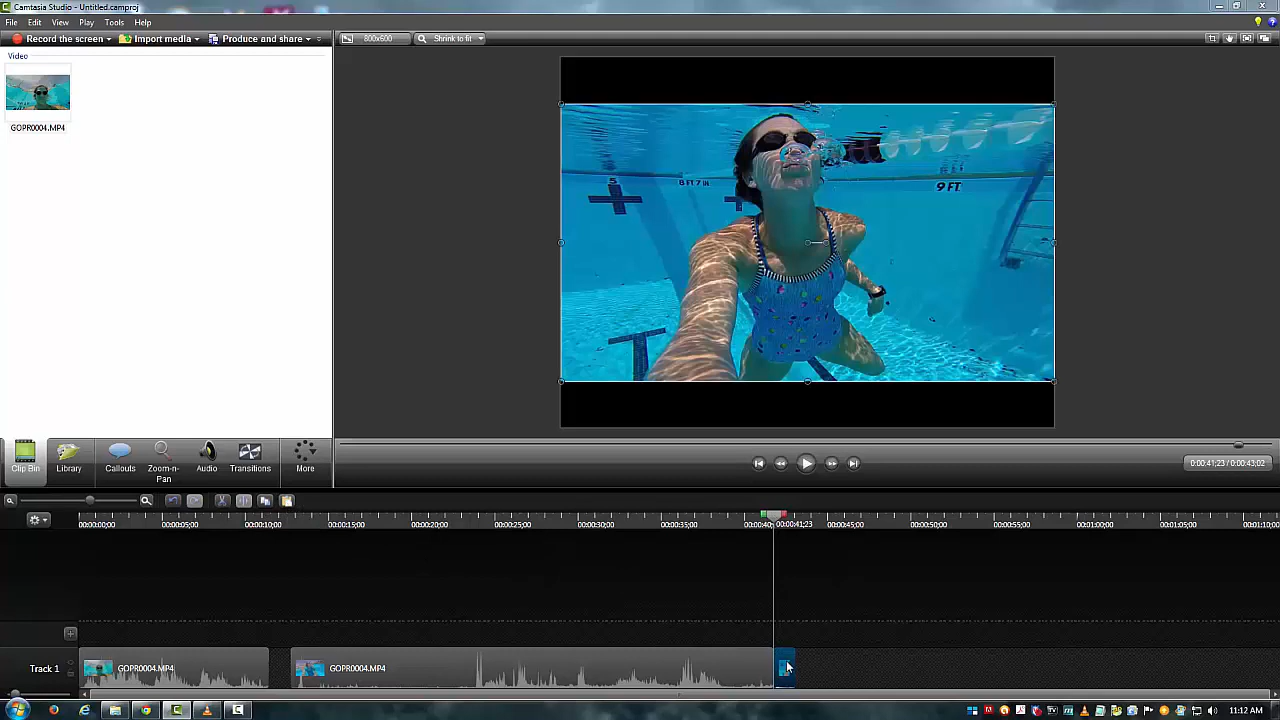 Camtasia Studio - Untitled.camproj
File Edit View Play Tools Help
Record the screen Import media Produce and share
800x600 Shrink to fit
Video
GOPR0004.MP4
8 FT 7 IN
9 FT
Clip Bin Library Callouts Zoom-n-Pan Audio Transitions More
0:00:41;23 / 0:00:43;02
00:00:00;00 00:00:05;00 00:00:10;00 00:00:15;00 00:00:20;00 00:00:25;00 00:00:30;00 00:00:35;00 00:00:40 00:00:41;23 00:00:45;00 00:00:50;00 00:00:55;00 00:01:00;00 00:01:05;00 00:01:10;00
Track 1 GOPR0004.MP4 GOPR0004.MP4
11:12 AM